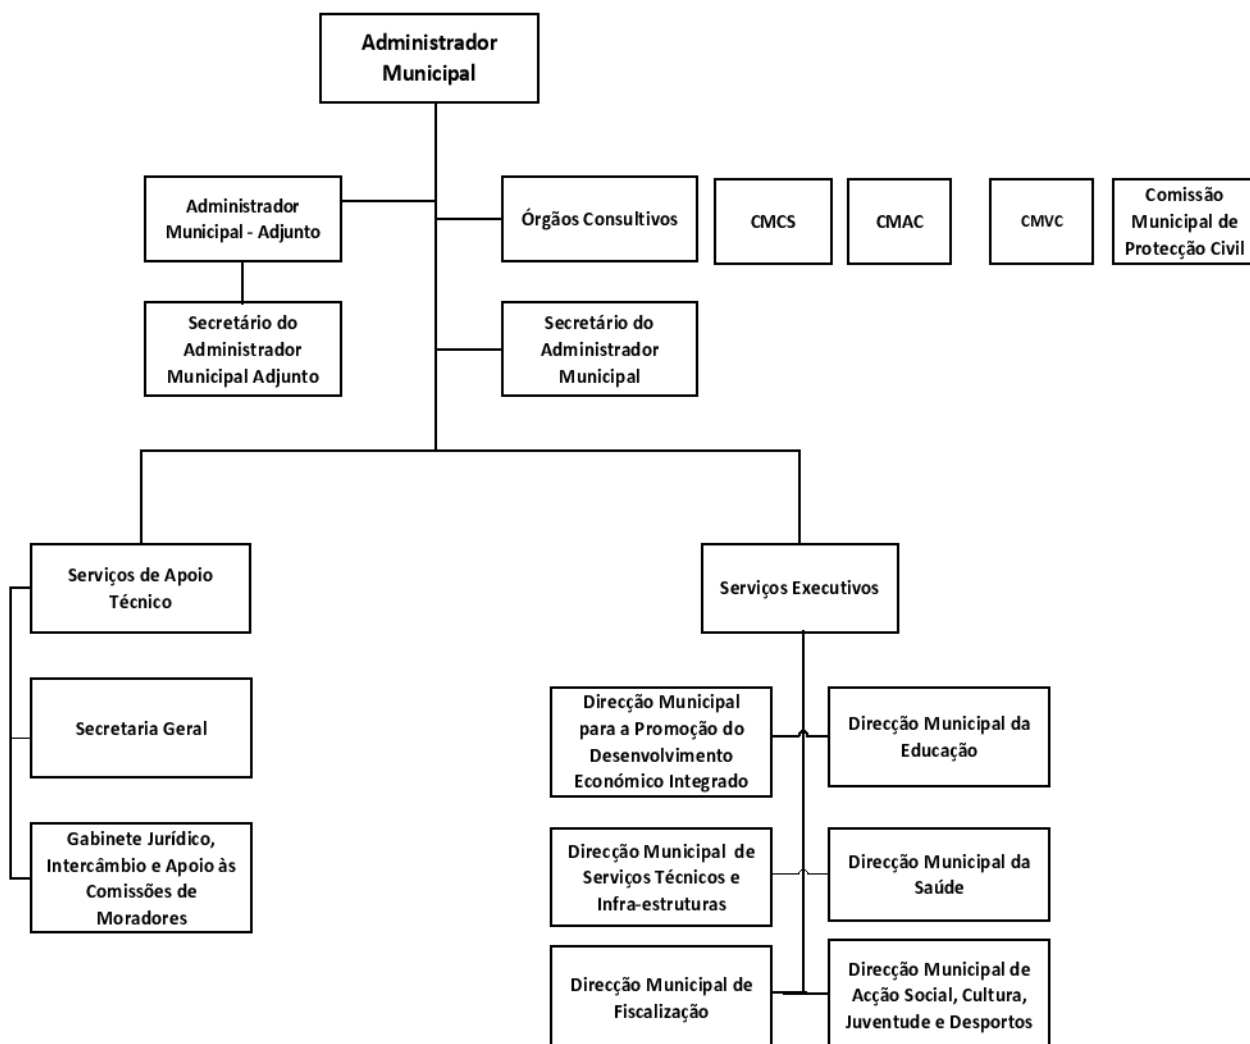 Administrador
Municipal
Administrador
Municipal - Adjunto
Órgãos Consultivos
CMCS
CMAC
CMVC
Comissão
Municipal de
Protecção Civil
Secretário do
Administrador
Municipal Adjunto
Secretário do
Administrador
Municipal
Serviços de Apoio
Técnico
Serviços Executivos
Secretaria Geral
Gabinete Jurídico,
Intercâmbio e Apoio às
Comissões de
Moradores
Direcção Municipal
para a Promoção do
Desenvolvimento
Económico Integrado
Direcção Municipal da
Educação
Direcção Municipal de
Serviços Técnicos e
Infra-estruturas
Direcção Municipal da
Saúde
Direcção Municipal de
Fiscalização
Direcção Municipal de
Acção Social, Cultura,
Juventude e Desportos